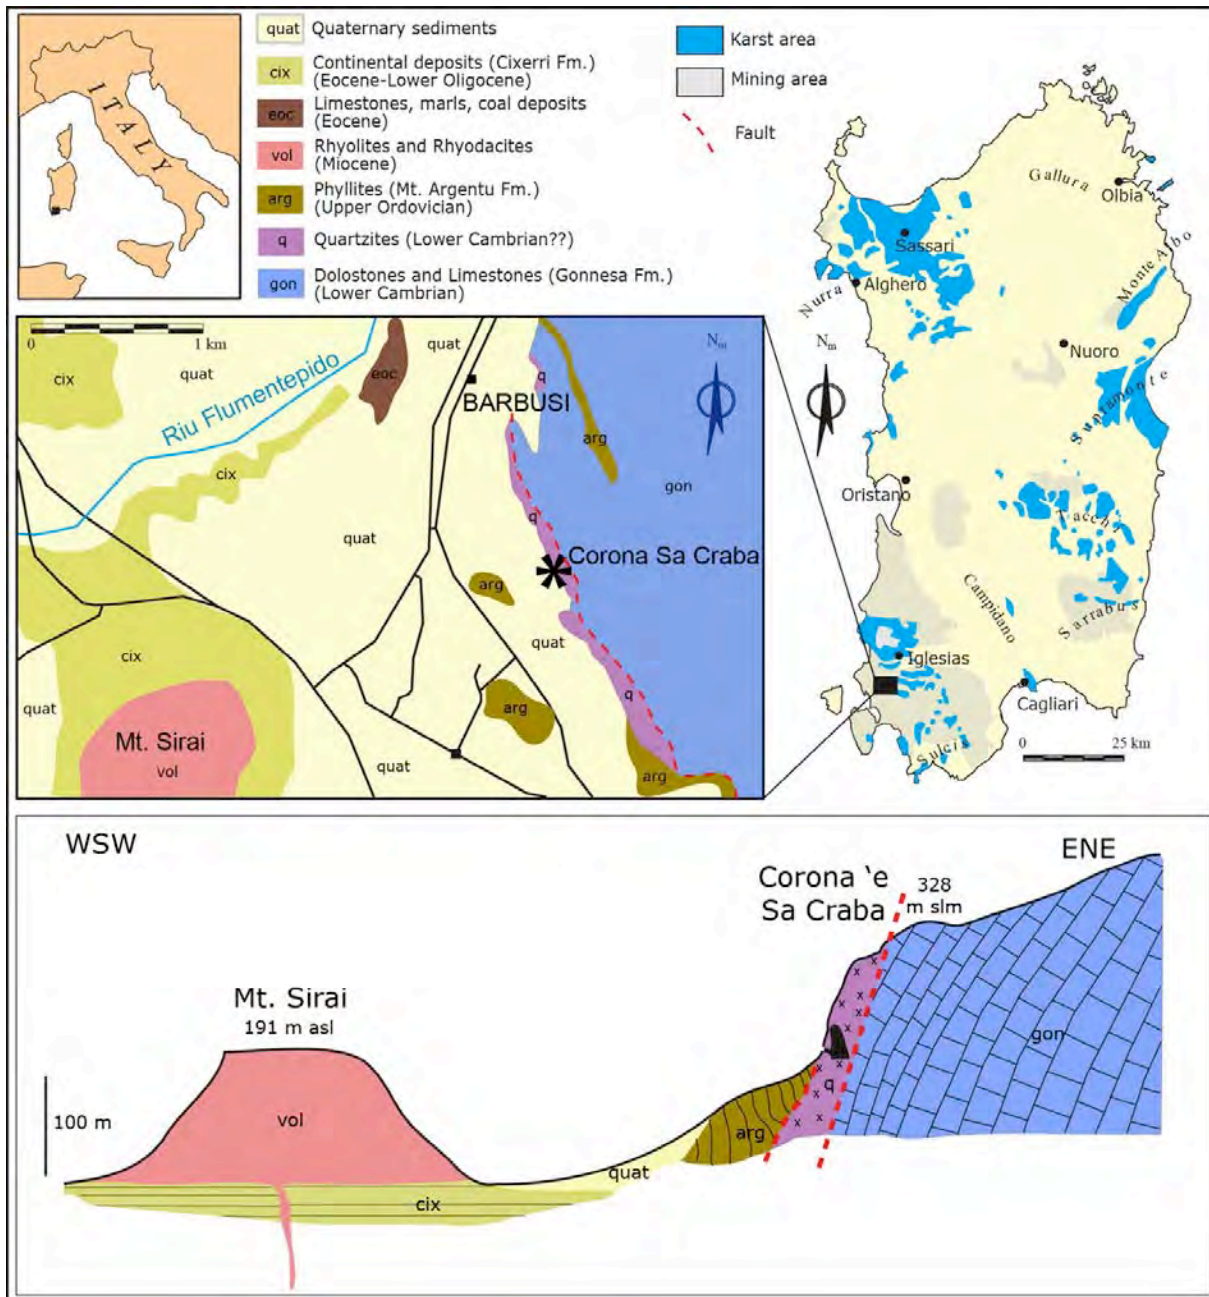 ITALY
quat Quaternary sediments
cix Continental deposits (Cixerri Fm.)
(Eocene-Lower Oligocene)
eoc Limestones, marls, coal deposits
(Eocene)
vol Rhyolites and Rhyodacites
(Miocene)
arg Phyllites (Mt. Argentu Fm.)
(Upper Ordovician)
q Quartzites (Lower Cambrian??)
gon Dolostones and Limestones (Gonnesa Fm.)
(Lower Cambrian)
Karst area
Mining area
Fault
Gallura
Olbia
Sassari
Monte Albo
Nurra
Alghero
Nm
Nuoro
Supramonte
Oristano
Tacchi
Campidano
Sarrabus
Iglesias
Cagliari
Sulcis
0 25 km
0 1 km
cix
quat
Riu Flumentepido
eoc
quat
q
BARBUSI
Nm
arg
cix
gon
quat
q
Corona Sa Craba
arg
quat
cix
q
quat
arg
Mt. Sirai
vol
quat
arg
WSW
ENE
Corona 'e
Sa Craba
328
m slm
Mt. Sirai
191 m asl
gon
100 m
vol
q
arg
quat
cix
x x x x x x x x x x x x